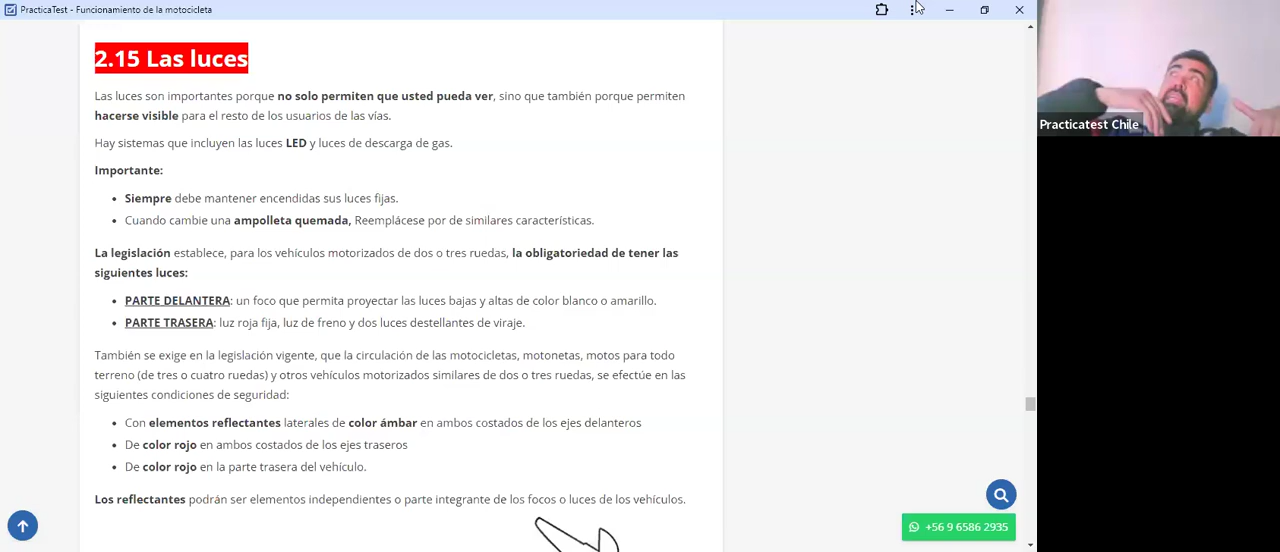 PracticaTest - Funcionamiento de la motocicleta
2.15 Las luces
Las luces son importantes porque no solo permiten que usted pueda ver, sino que también porque permiten
hacerse visible para el resto de los usuarios de las vías.
Hay sistemas que incluyen las luces LED y luces de descarga de gas.
Importante:
• Siempre debe mantener encendidas sus luces fijas.
• Cuando cambie una ampolleta quemada, Reemplácese por de similares características.
La legislación establece, para los vehículos motorizados de dos o tres ruedas, la obligatoriedad de tener las
siguientes luces:
• PARTE DELANTERA: un foco que permita proyectar las luces bajas y altas de color blanco o amarillo.
• PARTE TRASERA: luz roja fija, luz de freno y dos luces destellantes de viraje.
También se exige en la legislación vigente, que la circulación de las motocicletas, motonetas, motos para todo
terreno (de tres o cuatro ruedas) y otros vehículos motorizados similares de dos o tres ruedas, se efectúe en las
siguientes condiciones de seguridad:
• Con elementos reflectantes laterales de color ámbar en ambos costados de los ejes delanteros
• De color rojo en ambos costados de los ejes traseros
• De color rojo en la parte trasera del vehículo.
Los reflectantes podrán ser elementos independientes o parte integrante de los focos o luces de los vehículos.
+56 9 6586 2935
Practicatest Chile